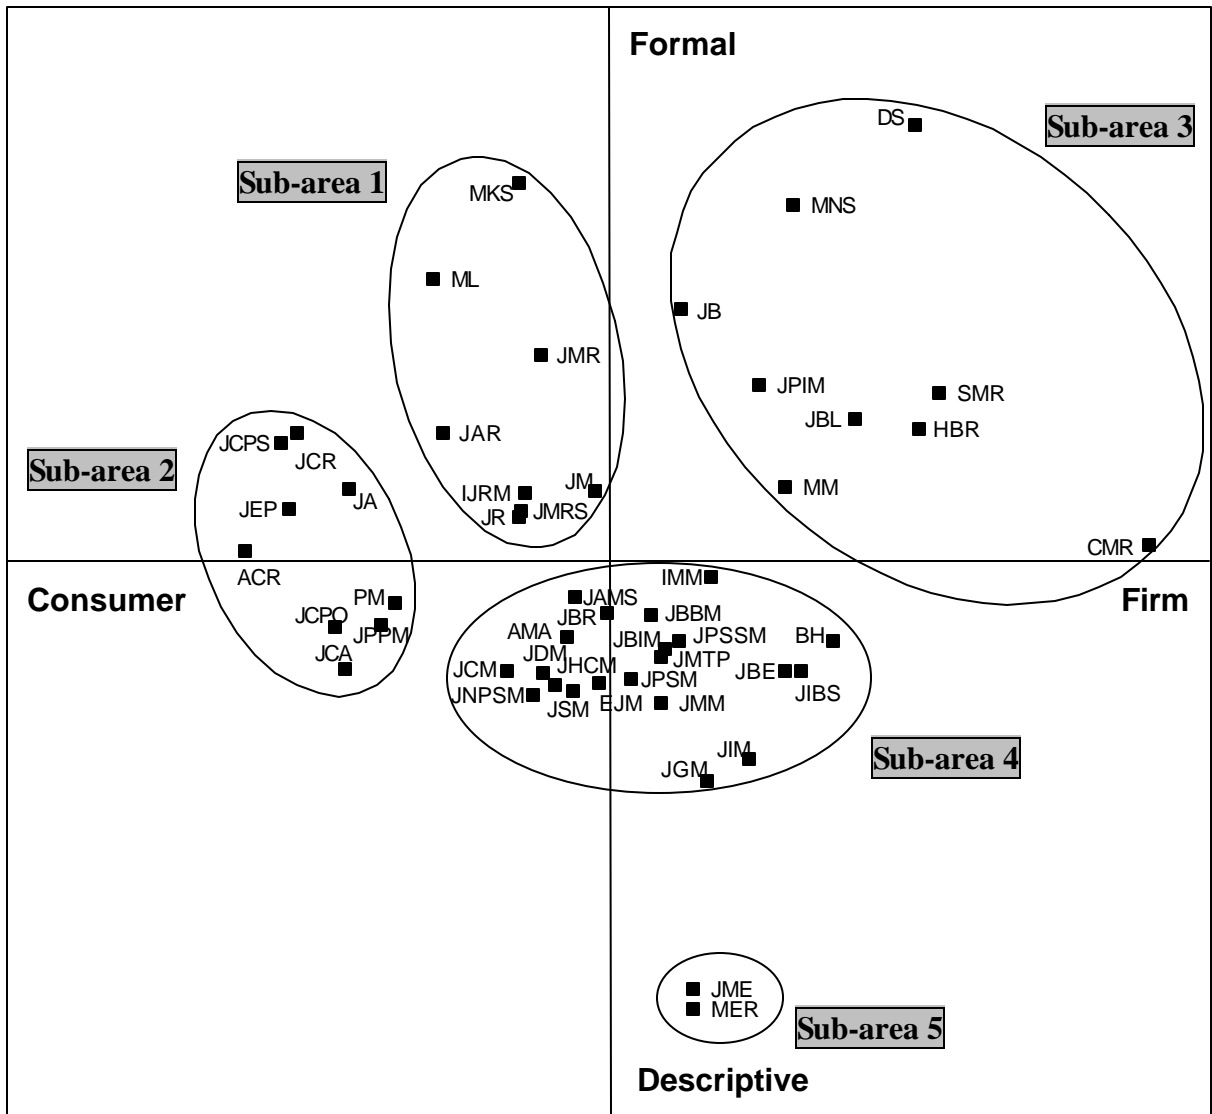 Formal
DS
Sub-area 3
Sub-area 1
MKS
MNS
ML
JB
JMR
JPIM
SMR
JBL
HBR
JAR
JCPS
JCR
Sub-area 2
JA
JM
MM
IJRM
JMRS
JR
JEP
CMR
ACR
IMM
Consumer
Firm
PM
JAMS
JCPO
JPPM
JBR
JBBM
AMA
JBIM
JPSSM
BH
JCA
JDM
JHCM
JMTP
JCM
JPSM
JBE
JIBS
JNPSM
JSM
EJM
JMM
JIM
JGM
Sub-area 4
JME
MER
Sub-area 5
Descriptive